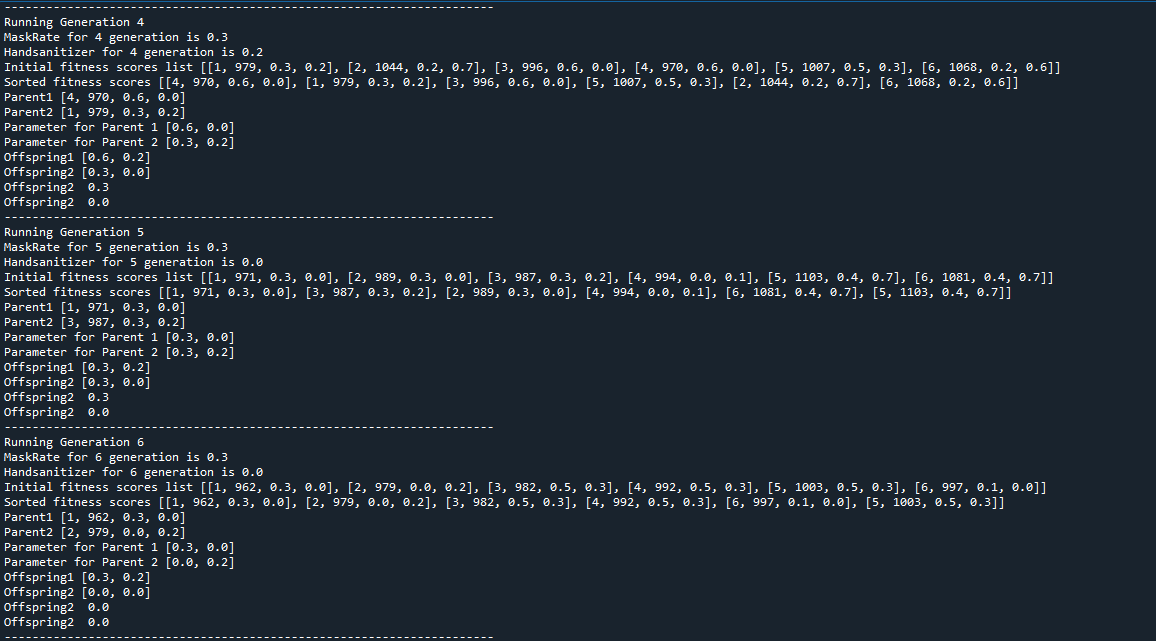 ----------------------------------------------------------------------
Running Generation 4
MaskRate for 4 generation is 0.3
Handsanitizer for 4 generation is 0.2
Initial fitness scores list [[1, 979, 0.3, 0.2], [2, 1044, 0.2, 0.7], [3, 996, 0.6, 0.0], [4, 970, 0.6, 0.0], [5, 1007, 0.5, 0.3], [6, 1068, 0.2, 0.6]]
Sorted fitness scores [[4, 970, 0.6, 0.0], [1, 979, 0.3, 0.2], [3, 996, 0.6, 0.0], [5, 1007, 0.5, 0.3], [2, 1044, 0.2, 0.7], [6, 1068, 0.2, 0.6]]
Parent1 [4, 970, 0.6, 0.0]
Parent2 [1, 979, 0.3, 0.2]
Parameter for Parent 1 [0.6, 0.0]
Parameter for Parent 2 [0.3, 0.2]
Offspring1 [0.6, 0.2]
Offspring2 [0.3, 0.0]
Offspring2  0.3
Offspring2  0.0
----------------------------------------------------------------------
Running Generation 5
MaskRate for 5 generation is 0.3
Handsanitizer for 5 generation is 0.0
Initial fitness scores list [[1, 971, 0.3, 0.0], [2, 989, 0.3, 0.0], [3, 987, 0.3, 0.2], [4, 994, 0.0, 0.1], [5, 1103, 0.4, 0.7], [6, 1081, 0.4, 0.7]]
Sorted fitness scores [[1, 971, 0.3, 0.0], [3, 987, 0.3, 0.2], [2, 989, 0.3, 0.0], [4, 994, 0.0, 0.1], [6, 1081, 0.4, 0.7], [5, 1103, 0.4, 0.7]]
Parent1 [1, 971, 0.3, 0.0]
Parent2 [3, 987, 0.3, 0.2]
Parameter for Parent 1 [0.3, 0.0]
Parameter for Parent 2 [0.3, 0.2]
Offspring1 [0.3, 0.2]
Offspring2 [0.3, 0.0]
Offspring2  0.3
Offspring2  0.0
----------------------------------------------------------------------
Running Generation 6
MaskRate for 6 generation is 0.3
Handsanitizer for 6 generation is 0.0
Initial fitness scores list [[1, 962, 0.3, 0.0], [2, 979, 0.0, 0.2], [3, 982, 0.5, 0.3], [4, 992, 0.5, 0.3], [5, 1003, 0.5, 0.3], [6, 997, 0.1, 0.0]]
Sorted fitness scores [[1, 962, 0.3, 0.0], [2, 979, 0.0, 0.2], [3, 982, 0.5, 0.3], [4, 992, 0.5, 0.3], [6, 997, 0.1, 0.0], [5, 1003, 0.5, 0.3]]
Parent1 [1, 962, 0.3, 0.0]
Parent2 [2, 979, 0.0, 0.2]
Parameter for Parent 1 [0.3, 0.0]
Parameter for Parent 2 [0.0, 0.2]
Offspring1 [0.3, 0.2]
Offspring2 [0.0, 0.0]
Offspring2  0.0
Offspring2  0.0
----------------------------------------------------------------------